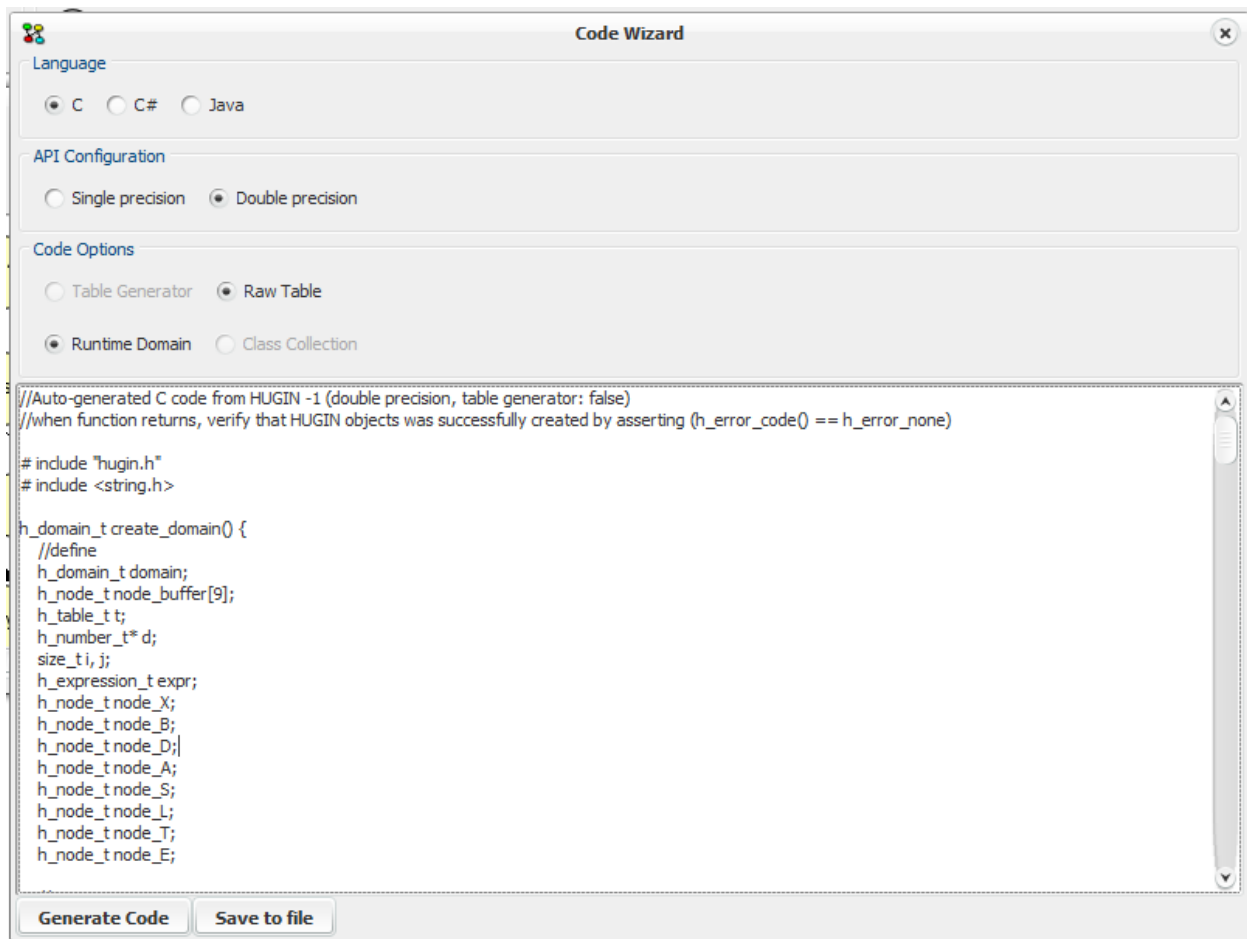 Code Wizard
Language
C C# Java
API Configuration
Single precision Double precision
Code Options
Table Generator Raw Table
Runtime Domain Class Collection
//Auto-generated C code from HUGIN -1 (double precision, table generator: false)
//when function returns, verify that HUGIN objects was successfully created by asserting (h_error_code() == h_error_none)
# include "hugin.h"
# include <string.h>
h_domain_t create_domain() {
//define
h_domain_t domain;
h_node_t node_buffer[9];
h_table_t t;
h_number_t* d;
size_t i, j;
h_expression_t expr;
h_node_t node_X;
h_node_t node_B;
h_node_t node_D;
h_node_t node_A;
h_node_t node_S;
h_node_t node_L;
h_node_t node_T;
h_node_t node_E;
Generate Code Save to file